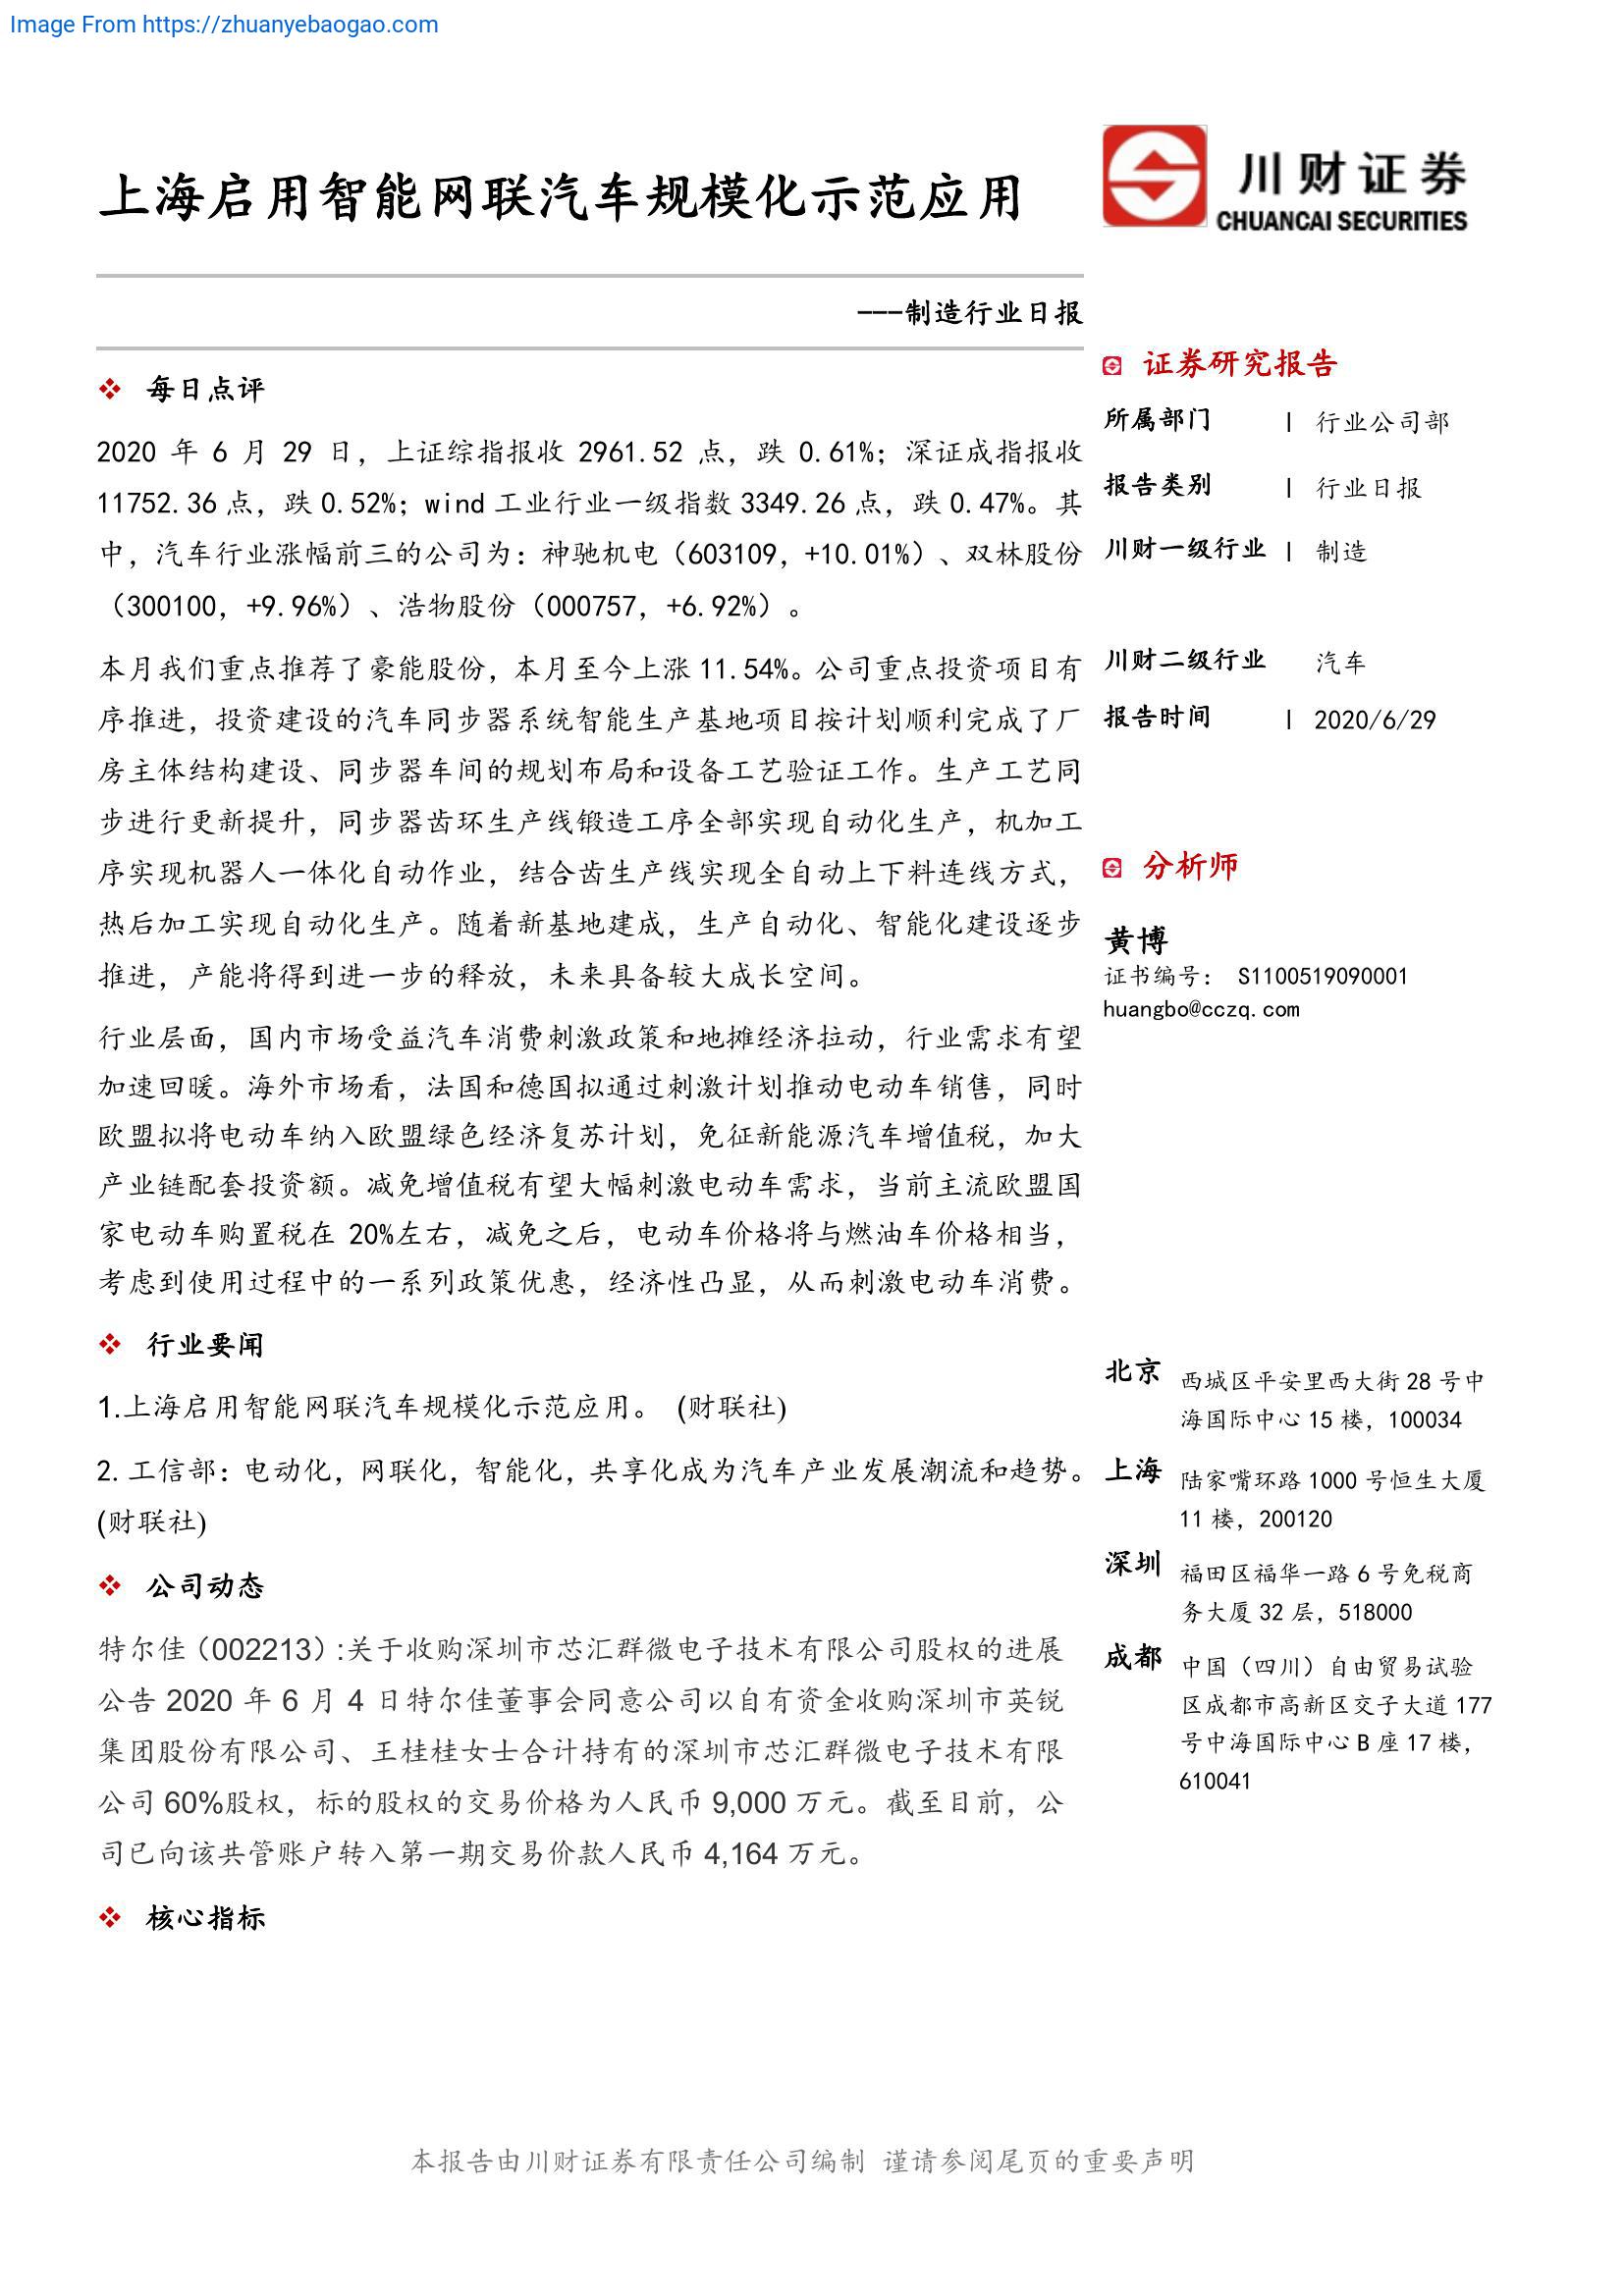 Image From https://zhuanyebaogao.com
上海启用智能网联汽车规模化示范应用
川财证券
CHUANCAI SECURITIES
---制造行业日报
每日点评
2020 年 6 月 29 日，上证综指报收 2961.52 点，跌 0.61%；深证成指报收
11752.36 点，跌 0.52%；wind 工业行业一级指数 3349.26 点，跌 0.47%。其
中，汽车行业涨幅前三的公司为：神驰机电（603109，+10.01%）、双林股份
（300100，+9.96%）、浩物股份（000757，+6.92%）。
本月我们重点推荐了豪能股份，本月至今上涨 11.54%。公司重点投资项目有
序推进，投资建设的汽车同步器系统智能生产基地项目按计划顺利完成了厂
房主体结构建设、同步器车间的规划布局和设备工艺验证工作。生产工艺同
步进行更新提升，同步器齿环生产线锻造工序全部实现自动化生产，机加工
序实现机器人一体化自动作业，结合齿生产线实现全自动上下料连线方式，
热后加工实现自动化生产。随着新基地建成，生产自动化、智能化建设逐步
推进，产能将得到进一步的释放，未来具备较大成长空间。
行业层面，国内市场受益汽车消费刺激政策和地摊经济拉动，行业需求有望
加速回暖。海外市场看，法国和德国拟通过刺激计划推动电动车销售，同时
欧盟拟将电动车纳入欧盟绿色经济复苏计划，免征新能源汽车增值税，加大
产业链配套投资额。减免增值税有望大幅刺激电动车需求，当前主流欧盟国
家电动车购置税在 20%左右，减免之后，电动车价格将与燃油车价格相当，
考虑到使用过程中的一系列政策优惠，经济性凸显，从而刺激电动车消费。
行业要闻
1.上海启用智能网联汽车规模化示范应用。 (财联社)
2. 工信部：电动化，网联化，智能化，共享化成为汽车产业发展潮流和趋势。
(财联社)
公司动态
特尔佳（002213）:关于收购深圳市芯汇群微电子技术有限公司股权的进展
公告 2020 年 6 月 4 日特尔佳董事会同意公司以自有资金收购深圳市英锐
集团股份有限公司、王桂桂女士合计持有的深圳市芯汇群微电子技术有限
公司 60%股权，标的股权的交易价格为人民币 9,000 万元。截至目前，公
司已向该共管账户转入第一期交易价款人民币 4,164 万元。
核心指标
证券研究报告
所属部门 | 行业公司部
报告类别 | 行业日报
川财一级行业 | 制造
川财二级行业 汽车
报告时间 | 2020/6/29
分析师
黄博
证书编号： S1100519090001
huangbo@cczq.com
北京 西城区平安里西大街 28 号中
海国际中心 15 楼，100034
上海 陆家嘴环路 1000 号恒生大厦
11 楼，200120
深圳 福田区福华一路 6 号免税商
务大厦 32 层，518000
成都 中国（四川）自由贸易试验
区成都市高新区交子大道 177
号中海国际中心 B 座 17 楼，
610041
本报告由川财证券有限责任公司编制 谨请参阅尾页的重要声明